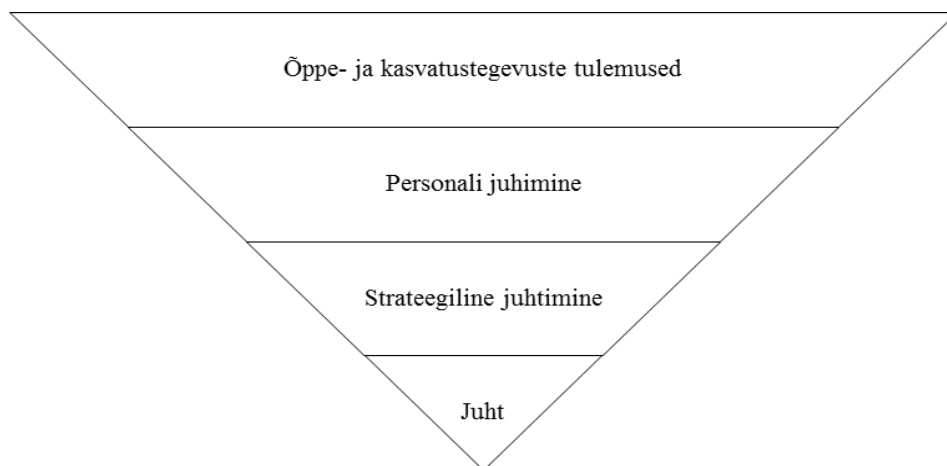 Õppe- ja kasvatustegevuste tulemused
Personali juhimine
Strateegiline juhtimine
Juht